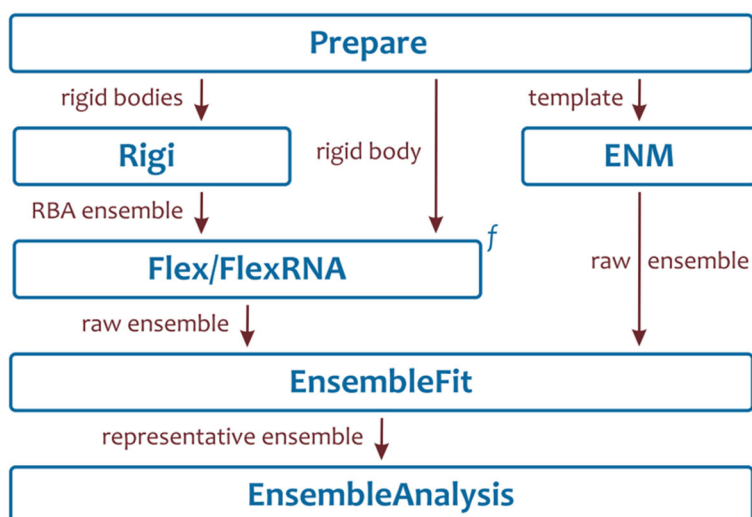 Prepare
rigid bodies
template
Rigi
rigid body
ENM
RBA ensemble
f
Flex/FlexRNA
raw ensemble
raw ensemble
EnsembleFit
representative ensemble
EnsembleAnalysis